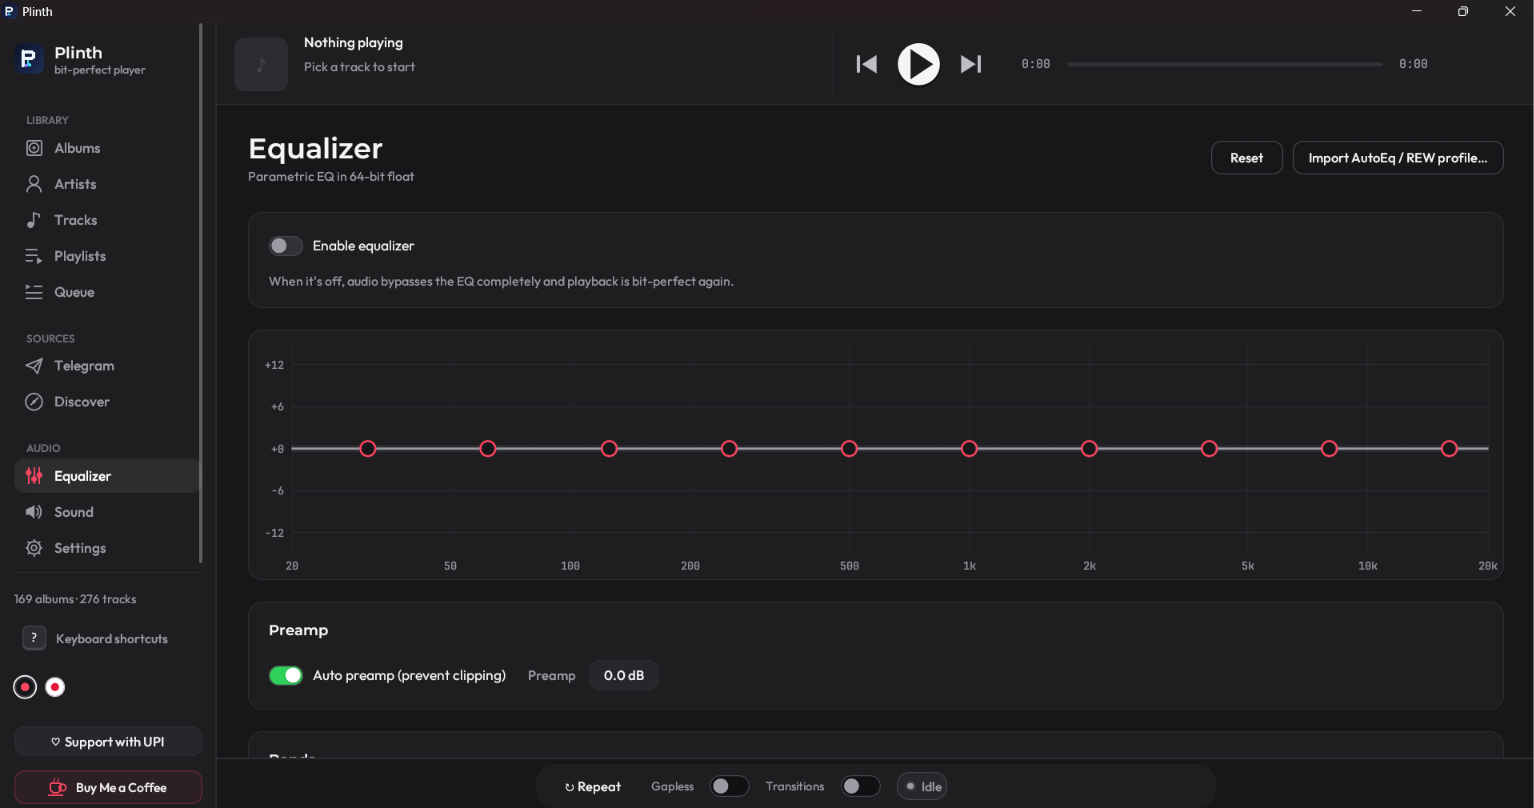 Plinth
Plinth
bit-perfect player
LIBRARY
Albums
Artists
Tracks
Playlists
Queue
SOURCES
Telegram
Discover
AUDIO
Equalizer
Sound
Settings
169 albums · 276 tracks
? Keyboard shortcuts
♡ Support with UPI
Buy Me a Coffee
Nothing playing
Pick a track to start
0:00 0:00
Equalizer
Parametric EQ in 64-bit float
Reset
Import AutoEq / REW profile...
Enable equalizer
When it's off, audio bypasses the EQ completely and playback is bit-perfect again.
+12
+6
+0
-6
-12
20 50 100 200 500 1k 2k 5k 10k 20k
Preamp
Auto preamp (prevent clipping) Preamp 0.0 dB
↻ Repeat Gapless Transitions Idle